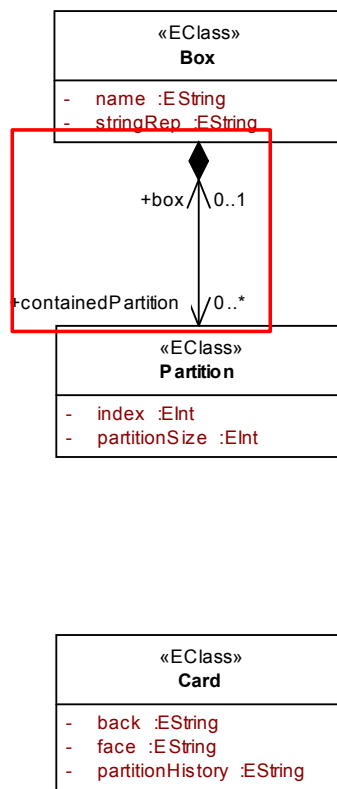 «EClass»
Box
- name :EString
- stringRep :EString
+box 0..1
+containedPartition 0..*
«EClass»
Partition
- index :EInt
- partitionSize :EInt
«EClass»
Card
- back :EString
- face :EString
- partitionHistory :EString